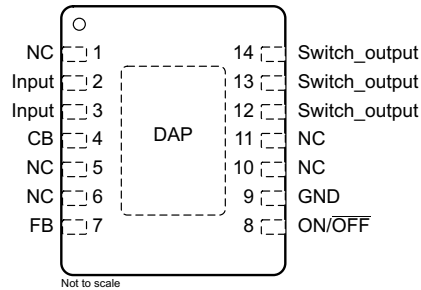 NC 1 14 Switch_output
Input 2 13 Switch_output
Input 3 12 Switch_output
CB 4 DAP 11 NC
NC 5 10 NC
NC 6 9 GND
FB 7 8 ON/OFF
Not to scale